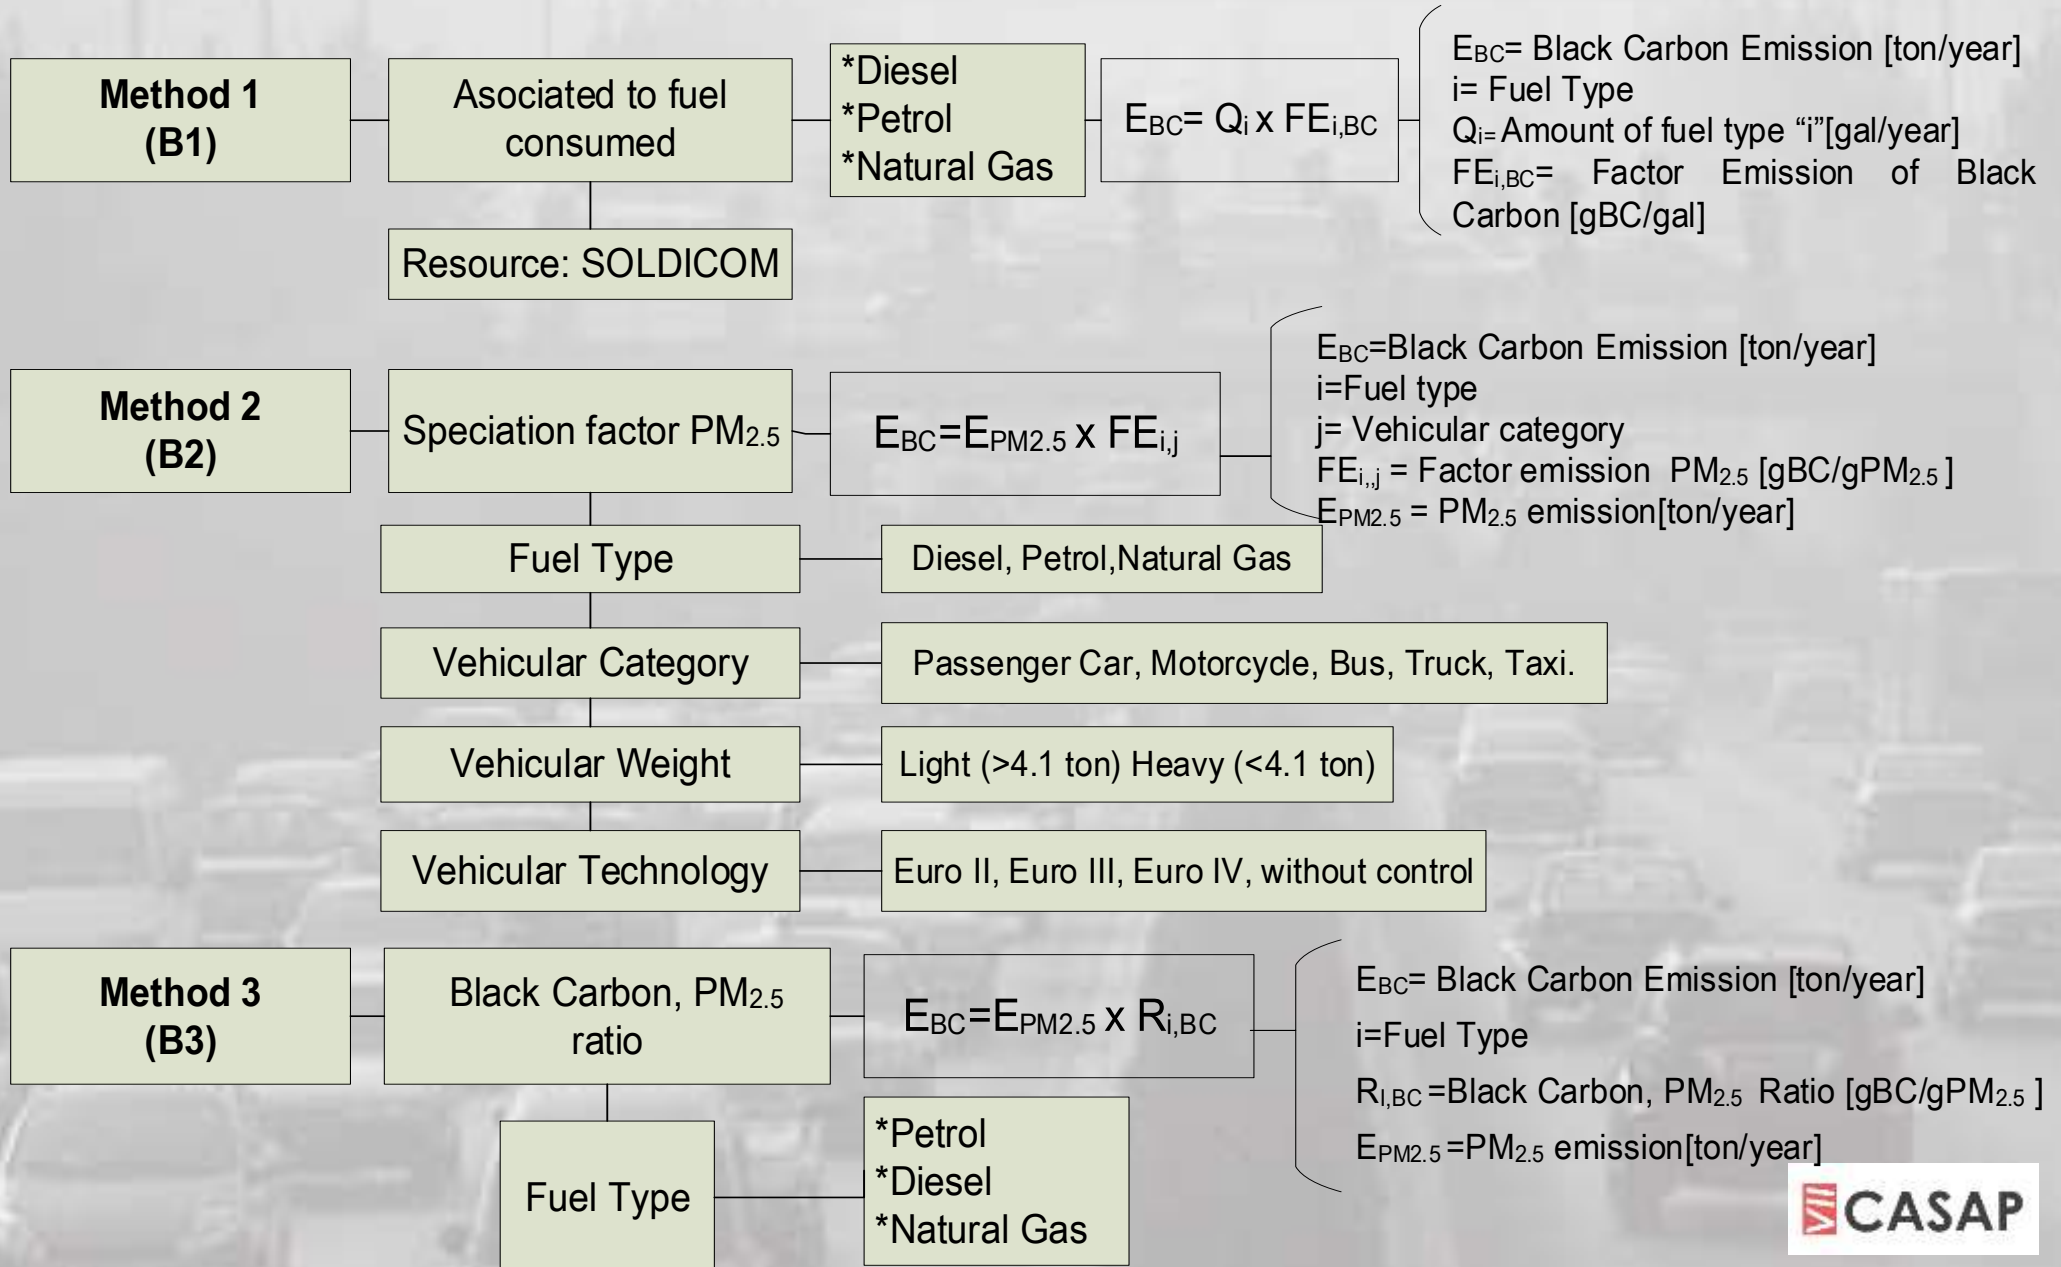 Method 1
(B1)
Asociated to fuel
consumed
Resource: SOLDICOM
*Diesel
*Petrol
*Natural Gas
EBC= Qi x FEi,BC
EBC= Black Carbon Emission [ton/year]
i= Fuel Type
Qi= Amount of fuel type “i”[gal/year]
FEi,BC= Factor Emission of Black
Carbon [gBC/gal]
Method 2
(B2)
Speciation factor PM2.5
EBC=EPM2.5 x FEi,j
EBC=Black Carbon Emission [ton/year]
i=Fuel type
j= Vehicular category
FEi,,j = Factor emission PM2.5 [gBC/gPM2.5 ]
EPM2.5 = PM2.5 emission[ton/year]
Fuel Type
Diesel, Petrol,Natural Gas
Vehicular Category
Passenger Car, Motorcycle, Bus, Truck, Taxi.
Vehicular Weight
Light (>4.1 ton) Heavy (<4.1 ton)
Vehicular Technology
Euro II, Euro III, Euro IV, without control
Method 3
(B3)
Black Carbon, PM2.5
ratio
EBC=EPM2.5 x Ri,BC
EBC= Black Carbon Emission [ton/year]
i=Fuel Type
RI,BC =Black Carbon, PM2.5 Ratio [gBC/gPM2.5 ]
EPM2.5 =PM2.5 emission[ton/year]
Fuel Type
*Petrol
*Diesel
*Natural Gas
VII CASAP